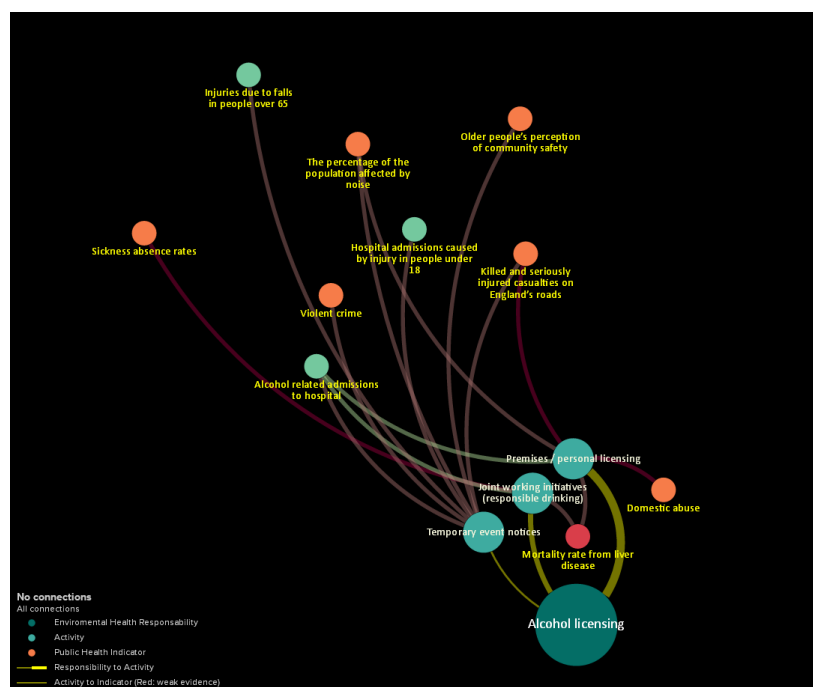 Injuries due to falls
in people over 65
Older people's perception
of community safety
The percentage of the
population affected by
noise
Sickness absence rates
Hospital admissions caused
by injury in people under
18
Killed and seriously
injured casualties on
England's roads
Violent crime
Alcohol related admissions
to hospital
Premises / personal licensing
Joint working initiatives
(responsible drinking)
Domestic abuse
Temporary event notices
Mortality rate from liver
disease
Alcohol licensing
No connections
All connections
Enviromental Health Responsability
Activity
Public Health Indicator
Responsibility to Activity
Activity to Indicator (Red: weak evidence)